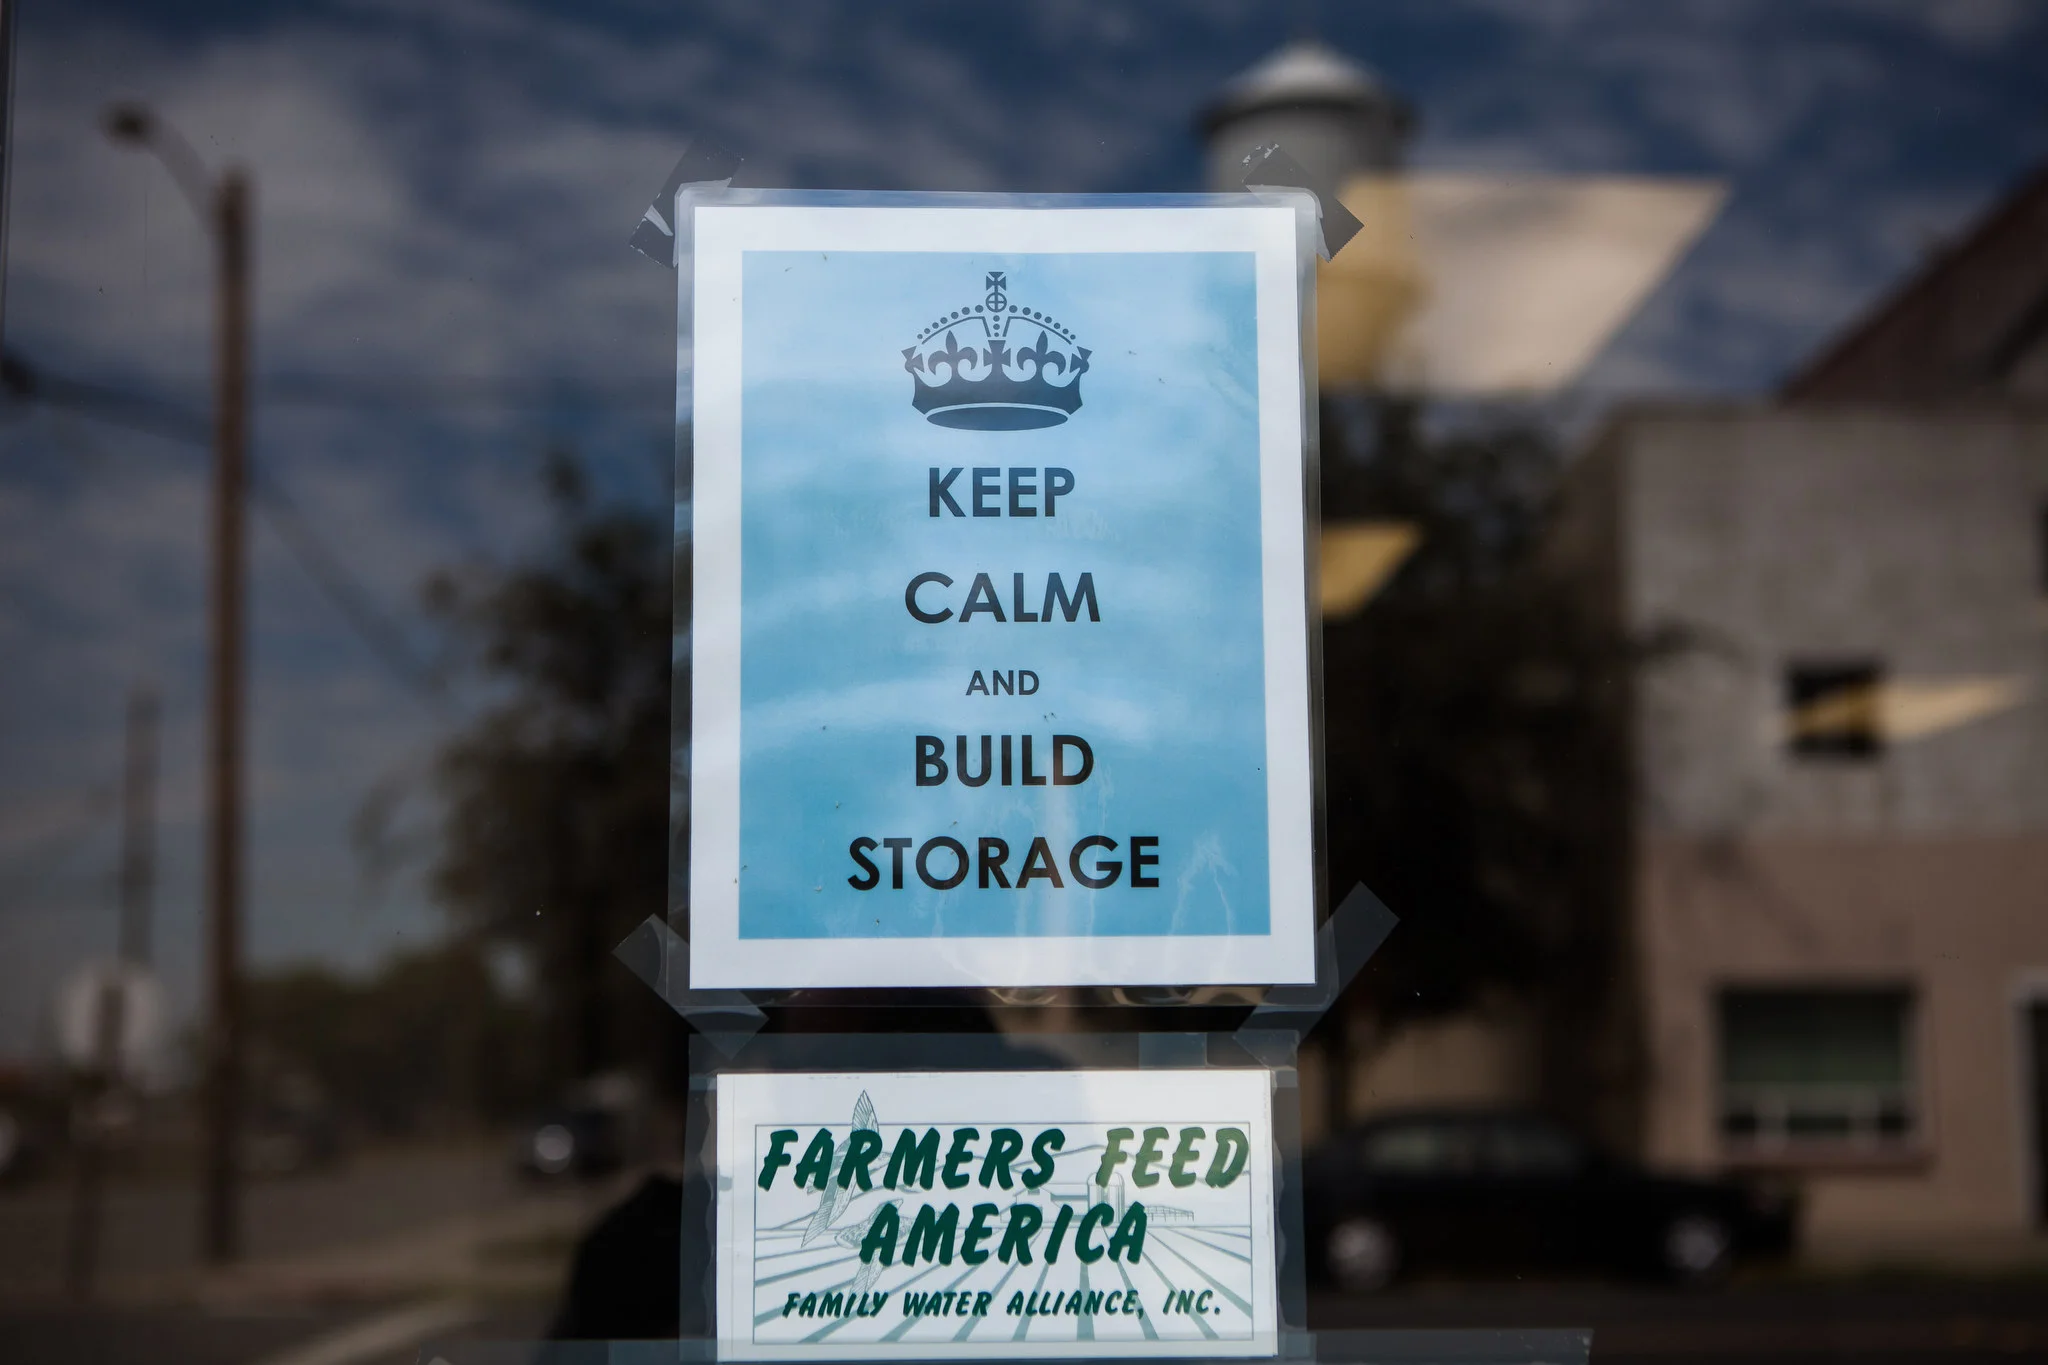 KEEP
CALM
AND
BUILD
STORAGE
FARMERS FEED
AMERICA
FAMILY WATER ALLIANCE, INC.